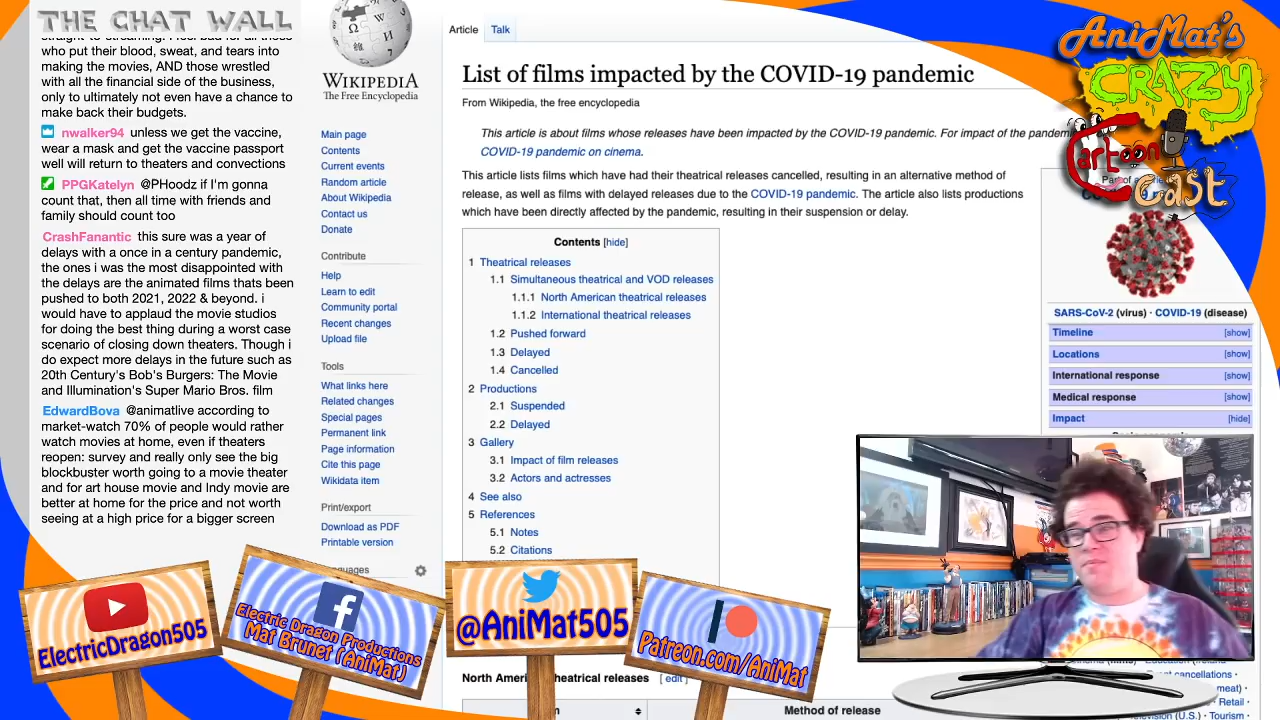 THE CHAT WALL
who put their blood, sweat, and tears into
making the movies, AND those wrestled
with all the financial side of the business,
only to ultimately not even have a chance to
make back their budgets.
nwalker94 unless we get the vaccine,
wear a mask and get the vaccine passport
well will return to theaters and convections
PPGKatelyn @PHoodz if I'm gonna
count that, then all time with friends and
family should count too
CrashFanantic this sure was a year of
delays with a once in a century pandemic,
the ones i was the most disappointed with
the delays are the animated films thats been
pushed to both 2021, 2022 & beyond. i
would have to applaud the movie studios
for doing the best thing during a worst case
scenario of closing down theaters. Though i
do expect more delays in the future such as
20th Century's Bob's Burgers: The Movie
and Illumination's Super Mario Bros. film
EdwardBova @animatlive according to
market-watch 70% of people would rather
watch movies at home, even if theaters
reopen: survey and really only see the big
blockbuster worth going to a movie theater
and for art house movie and Indy movie are
better at home for the price and not worth
seeing at a high price for a bigger screen
WIKIPEDIA
The Free Encyclopedia
Main page
Contents
Current events
Random article
About Wikipedia
Contact us
Donate
Contribute
Help
Learn to edit
Community portal
Recent changes
Upload file
Tools
What links here
Related changes
Special pages
Permanent link
Page information
Cite this page
Wikidata item
Print/export
Download as PDF
Printable version
Article Talk
List of films impacted by the COVID-19 pandemic
From Wikipedia, the free encyclopedia
This article is about films whose releases have been impacted by the COVID-19 pandemic. For impact of the
COVID-19 pandemic on cinema.
This article lists films which have had their theatrical releases cancelled, resulting in an alternative method of
release, as well as films with delayed releases due to the COVID-19 pandemic. The article also lists productions
which have been directly affected by the pandemic, resulting in their suspension or delay.
Contents [hide]
1 Theatrical releases
1.1 Simultaneous theatrical and VOD releases
1.1.1 North American theatrical releases
1.1.2 International theatrical releases
1.2 Pushed forward
1.3 Delayed
1.4 Cancelled
2 Productions
2.1 Suspended
2.2 Delayed
3 Gallery
3.1 Impact of film releases
3.2 Actors and actresses
4 See also
5 References
5.1 Notes
5.2 Citations
[ edit ]
Method of release
AniMat's
CRAZY
Cartoon
Cast
SARS-CoV-2 (viru​s) · COVID-19 (disease)
Timeline [show]
Locations [show]
International response [show]
Medical response [show]
Impact [hide]
Retail
Tourism
ElectricDragon505
Electric Dragon Productions
Mat Brunet (AniMat)
@AniMat505
Patreon.com/AniMat